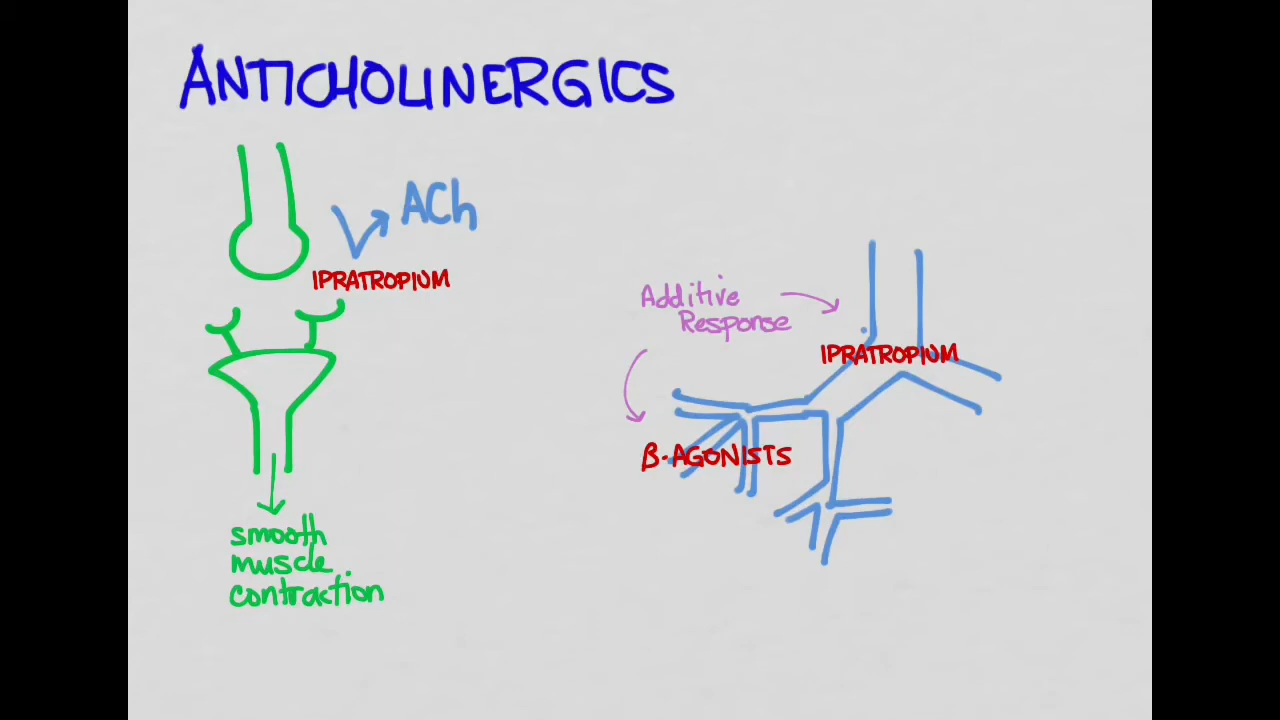 ANTICHOLINERGICS
ACh
IPRATROPIUM
smooth
muscle
contraction
Additive
Response
IPRATROPIUM
β-AGONISTS